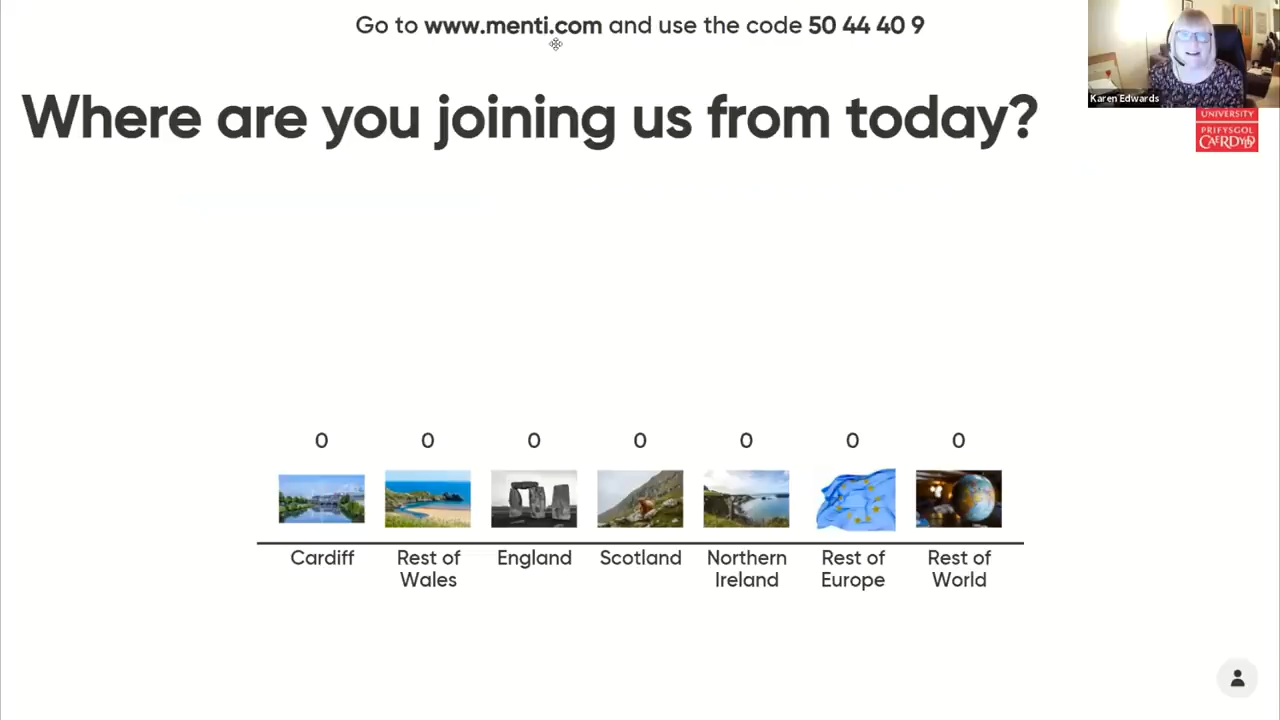 Go to www.menti.com and use the code 50 44 40 9
Karen Edwards
Where are you joining us from today?
UNIVERSITY
PRIFYSGOL
CAERDYDD
0 0 0 0 0 0 0
Cardiff Rest of Wales England Scotland Northern Ireland Rest of Europe Rest of World